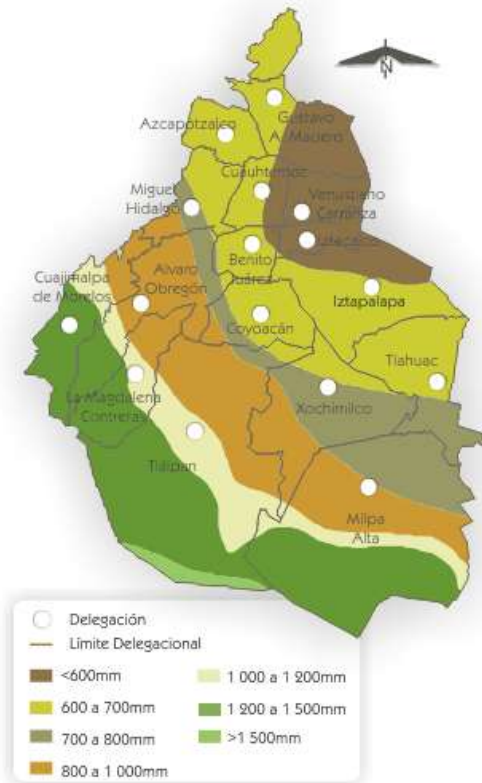 N
Gustavo
A. Madero
Azcapotzalco
Cuauhtémoc
Miguel
Hidalgo
Venustiano
Carranza
Iztacalco
Benito
Juárez
Cuajimalpa
de Morelos
Alvaro
Obregón
Iztapalapa
Coyoacán
Tlahuac
Xochimilco
La Magdalena
Contreras
Tlalpan
Milpa
Alta
Delegación
Límite Delegacional
<600mm
1 000 a 1 200mm
600 a 700mm
1 200 a 1 500mm
700 a 800mm
>1 500mm
800 a 1 000mm